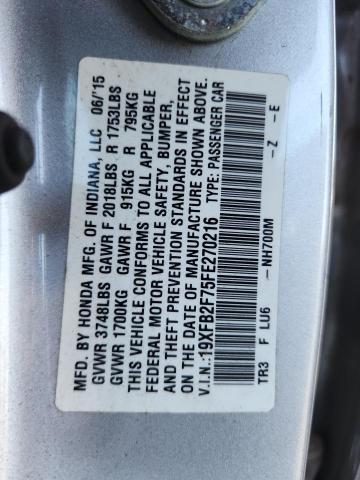 MFD. BY HONDA MFG. OF INDIANA, LLC 06/'15
GVWR 3748LBS GAWR F 2018LBS R 1753LBS
GVWR 1700KG GAWR F 915KG R 795KG
THIS VEHICLE CONFORMS TO ALL APPLICABLE
FEDERAL MOTOR VEHICLE SAFETY, BUMPER,
AND THEFT PREVENTION STANDARDS IN EFFECT
ON THE DATE OF MANUFACTURE SHOWN ABOVE.
V.I.N.:19XFB2F75FE270216 TYPE: PASSENGER CAR
TR3 F LU6 -NH700M -Z -E